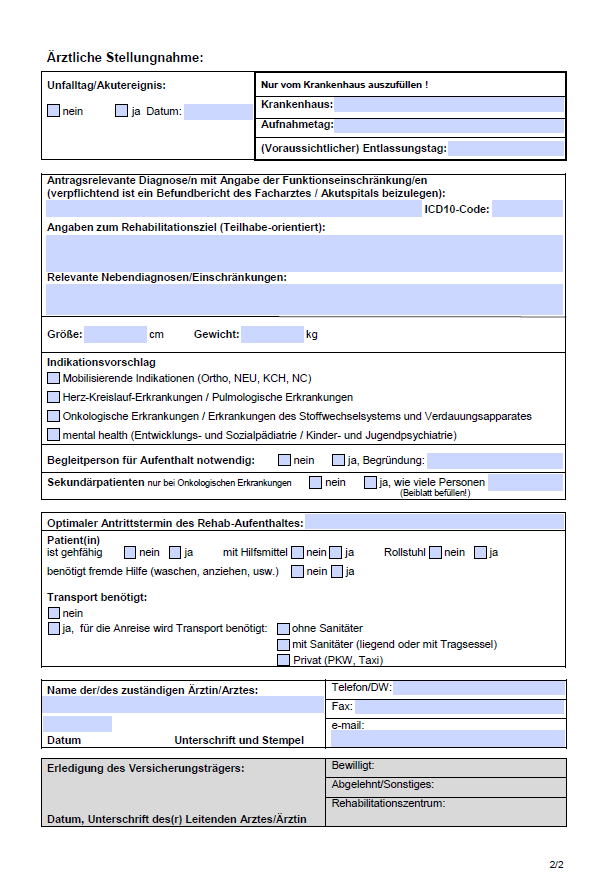 Ärztliche Stellungnahme:
Unfalltag/Akutereignis:
nein ja Datum:
Nur vom Krankenhaus auszufüllen !
Krankenhaus:
Aufnahmetag:
(Voraussichtlicher) Entlassungstag:
Antragsrelevante Diagnose/n mit Angabe der Funktionseinschränkung/en
(verpflichtend ist ein Befundbericht des Facharztes / Akutspitals beizulegen):
ICD10-Code:
Angaben zum Rehabilitationsziel (Teilhabe-orientiert):
Relevante Nebendiagnosen/Einschränkungen:
Größe: cm Gewicht: kg
Indikationsvorschlag
Mobilisierende Indikationen (Ortho, NEU, KCH, NC)
Herz-Kreislauf-Erkrankungen / Pulmologische Erkrankungen
Onkologische Erkrankungen / Erkrankungen des Stoffwechselsystems und Verdauungsapparates
mental health (Entwicklungs- und Sozialpädiatrie / Kinder- und Jugendpsychiatrie)
Begleitperson für Aufenthalt notwendig: nein ja, Begründung:
Sekundärpatienten nur bei Onkologischen Erkrankungen nein ja, wie viele Personen
(Beiblatt befüllen!)
Optimaler Antrittstermin des Rehab-Aufenthaltes:
Patient(in)
ist gehfähig nein ja mit Hilfsmittel nein ja Rollstuhl nein ja
benötigt fremde Hilfe (waschen, anziehen, usw.) nein ja
Transport benötigt:
nein
ja, für die Anreise wird Transport benötigt: ohne Sanitäter
mit Sanitäter (liegend oder mit Tragsessel)
Privat (PKW, Taxi)
Name der/des zuständigen Ärztin/Arztes:
Datum Unterschrift und Stempel
Telefon/DW:
Fax:
e-mail:
Erledigung des Versicherungsträgers:
Datum, Unterschrift des(r) Leitenden Arztes/Ärztin
Bewilligt:
Abgelehnt/Sonstiges:
Rehabilitationszentrum:
2/2